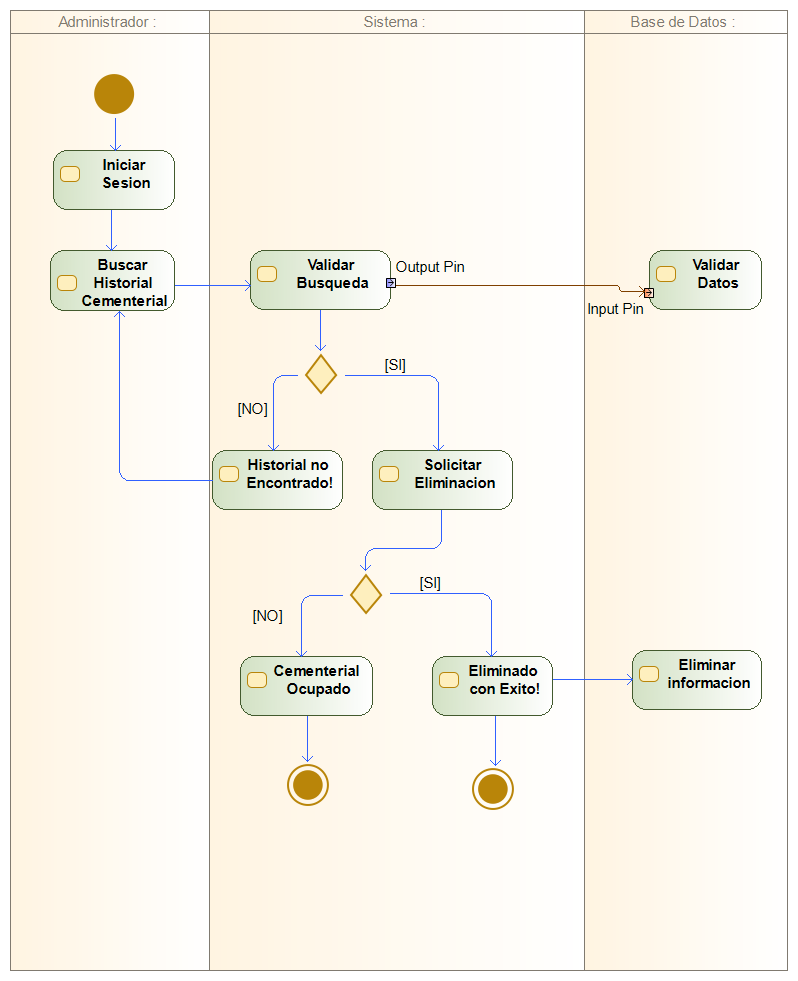 Administrador :
Sistema :
Base de Datos :
Iniciar
Sesion
Buscar
Historial
Cementerial
Validar
Busqueda
Output Pin
Input Pin
Validar
Datos
[SI]
[NO]
Historial no
Encontrado!
Solicitar
Eliminacion
[SI]
[NO]
Cementerial
Ocupado
Eliminado
con Exito!
Eliminar
informacion